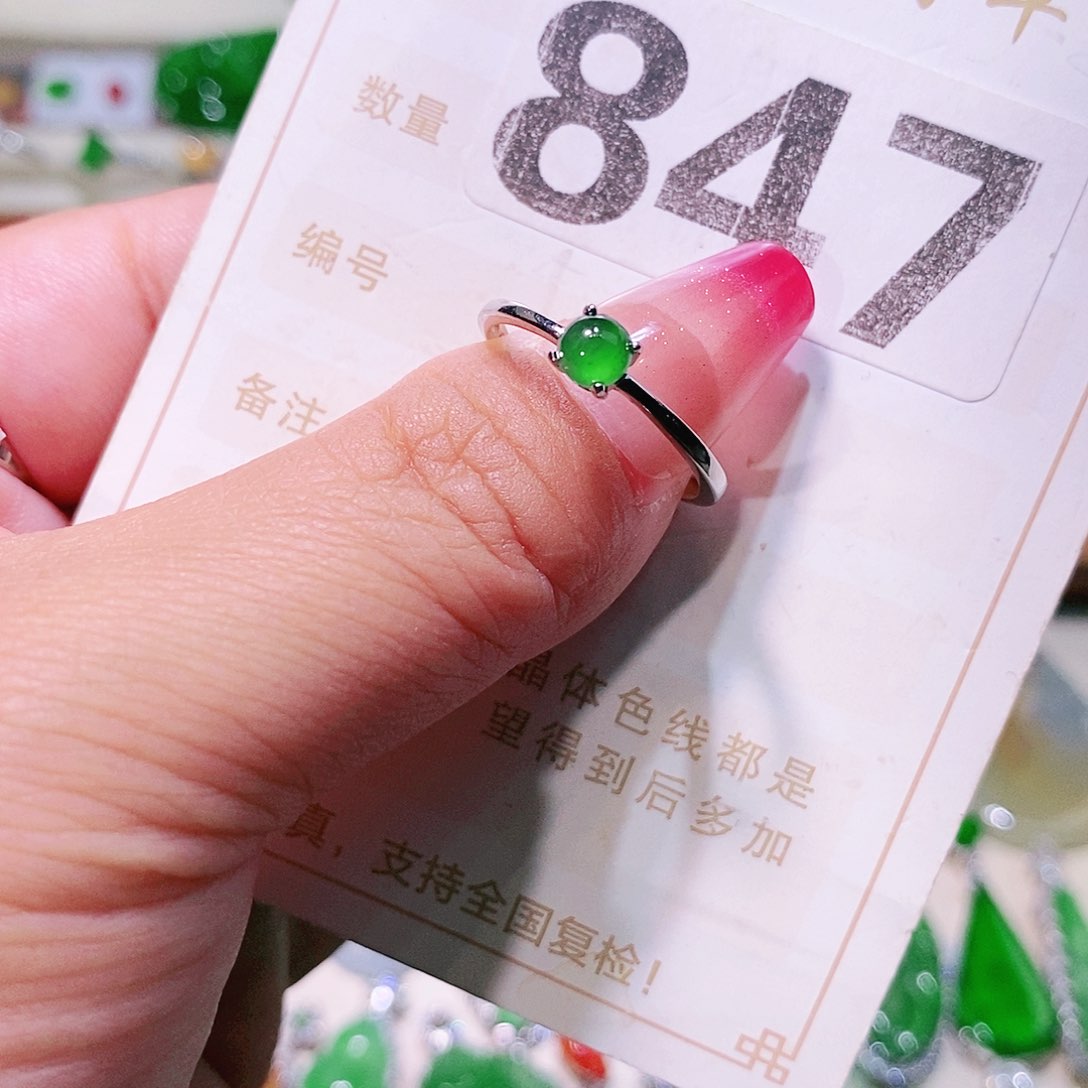 847
数量
编号
备注
晶体色线都是
望得到后多加
真，支持全国复检！